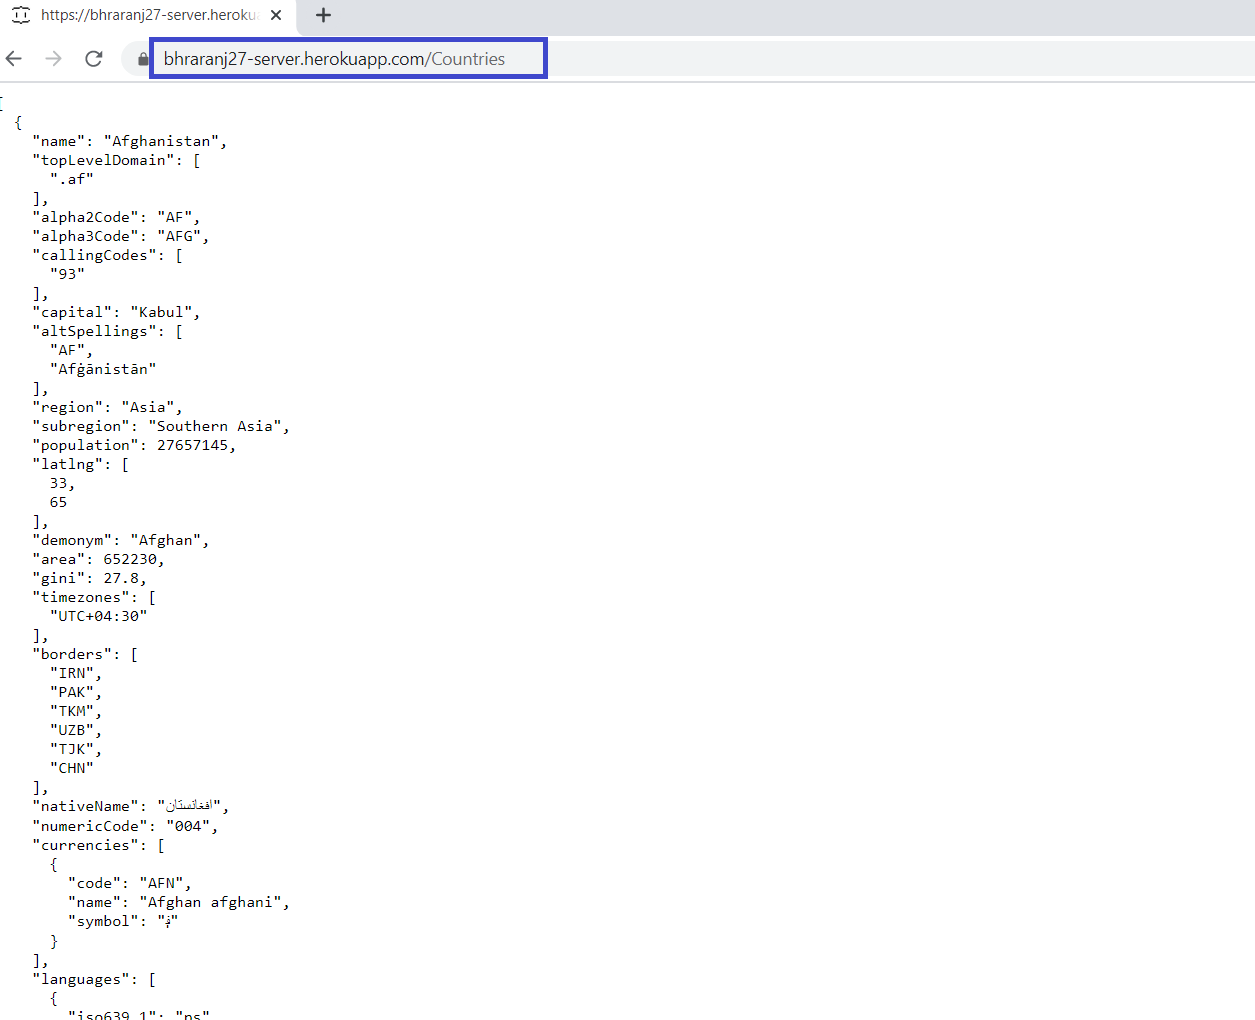 https://bhraranj27-server.heroku
bhraranj27-server.herokuapp.com/Countries
[
{
"name": "Afghanistan",
"topLevelDomain": [
".af"
],
"alpha2Code": "AF",
"alpha3Code": "AFG",
"callingCodes": [
"93"
],
"capital": "Kabul",
"altSpellings": [
"AF",
"Afġānistān"
],
"region": "Asia",
"subregion": "Southern Asia",
"population": 27657145,
"latlng": [
33,
65
],
"demonym": "Afghan",
"area": 652230,
"gini": 27.8,
"timezones": [
"UTC+04:30"
],
"borders": [
"IRN",
"PAK",
"TKM",
"UZB",
"TJK",
"CHN"
],
"nativeName": "افغانستان",
"numericCode": "004",
"currencies": [
{
"code": "AFN",
"name": "Afghan afghani",
"symbol": "؋"
}
],
"languages": [
{
"iso639_1": "ps"